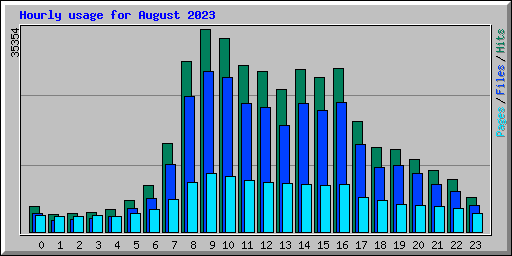 Hourly usage for August 2023
35354
Pages/Files/Hits
0 1 2 3 4 5 6 7 8 9 10 11 12 13 14 15 16 17 18 19 20 21 22 23